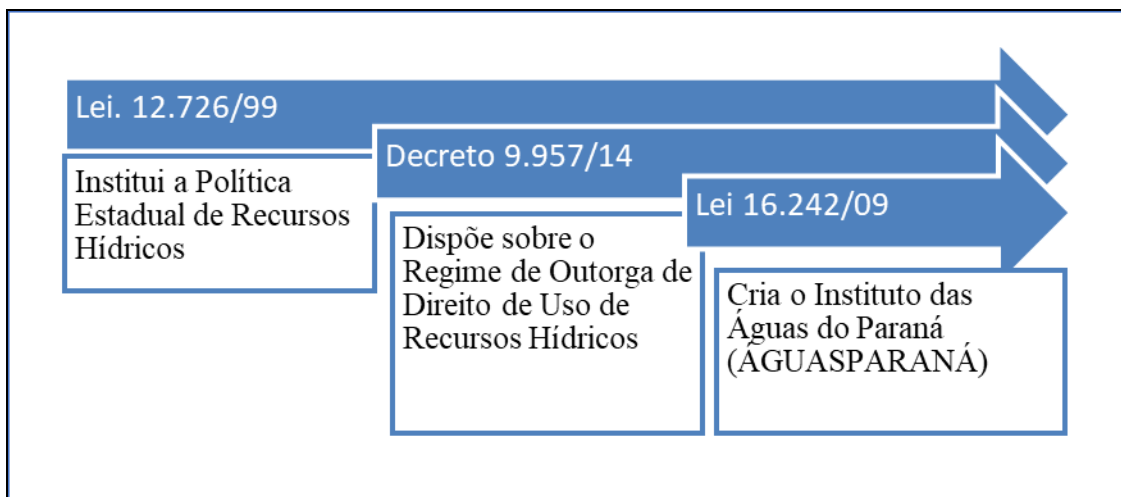 Lei. 12.726/99
Institui a Política
Estadual de Recursos
Hídricos
Decreto 9.957/14
Dispõe sobre o
Regime de Outorga de
Direito de Uso de
Recursos Hídricos
Lei 16.242/09
Cria o Instituto das
Águas do Paraná
(ÁGUASPARANÁ)